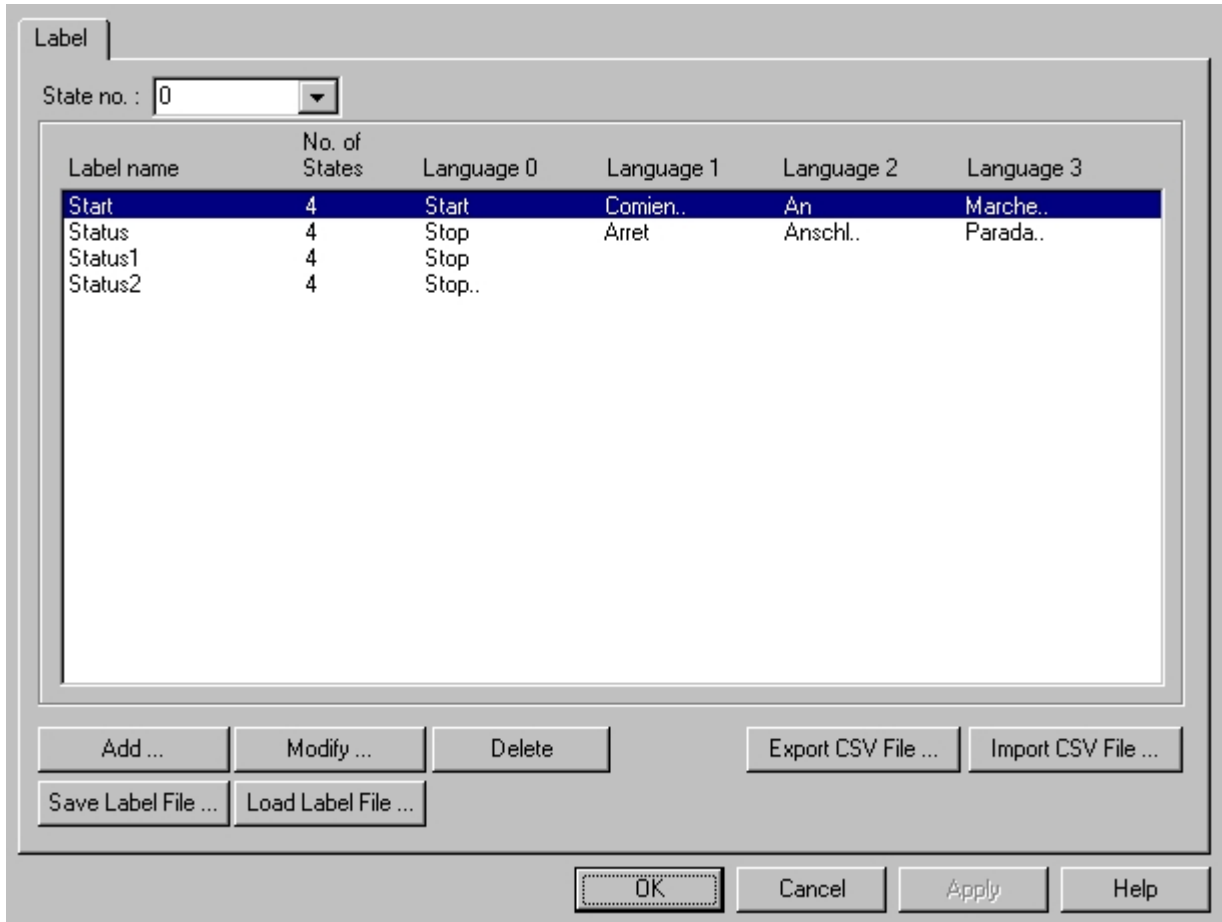 Label
State no. : 0
No. of
Label name States Language 0 Language 1 Language 2 Language 3
Start 4 Start Comien.. An Marche..
Status 4 Stop Arret Anschl.. Parada..
Status1 4 Stop
Status2 4 Stop..
Add ... Modify ... Delete Export CSV File ... Import CSV File ...
Save Label File ... Load Label File ...
OK Cancel Apply Help